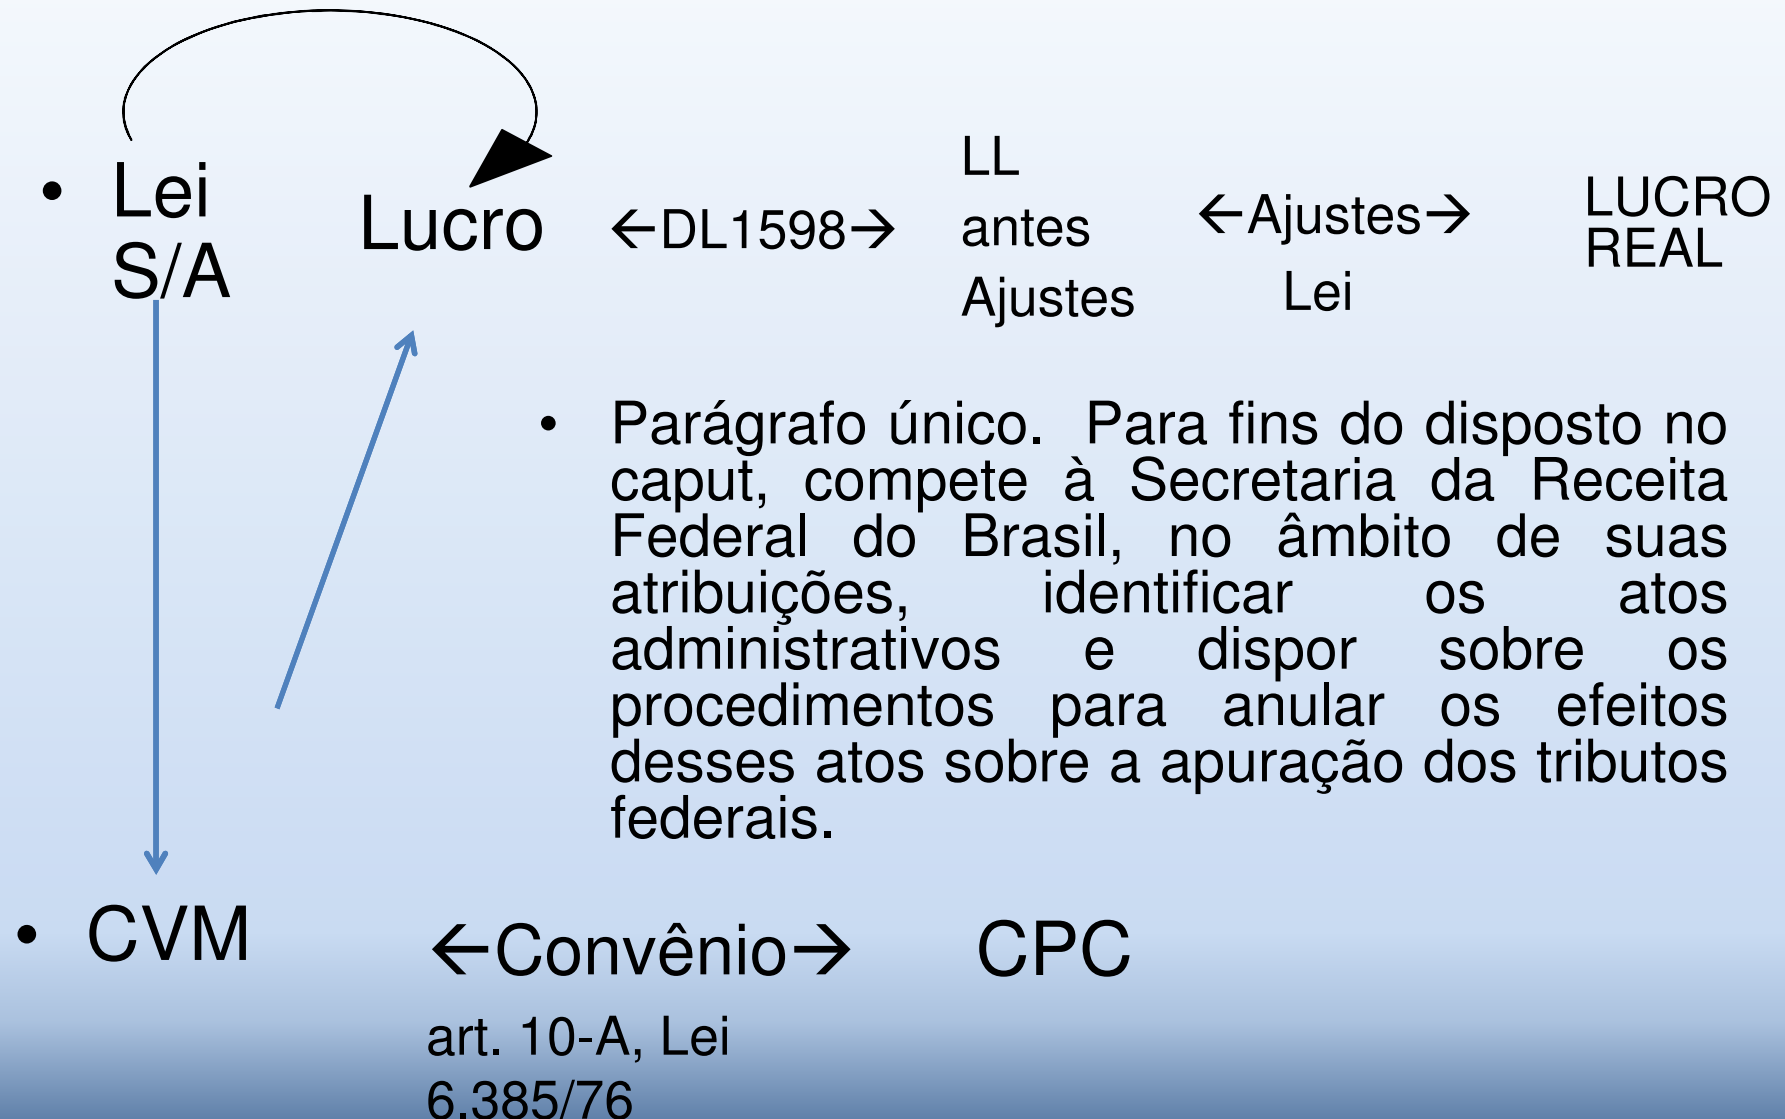 • Lei
S/A
Lucro
←DL1598→
LL
antes
Ajustes
←Ajustes→
Lei
LUCRO
REAL
• Parágrafo único. Para fins do disposto no
caput, compete à Secretaria da Receita
Federal do Brasil, no âmbito de suas
atribuições, identificar os atos
administrativos e dispor sobre os
procedimentos para anular os efeitos
desses atos sobre a apuração dos tributos
federais.
• CVM
←Convênio→
CPC
art. 10-A, Lei
6.385/76